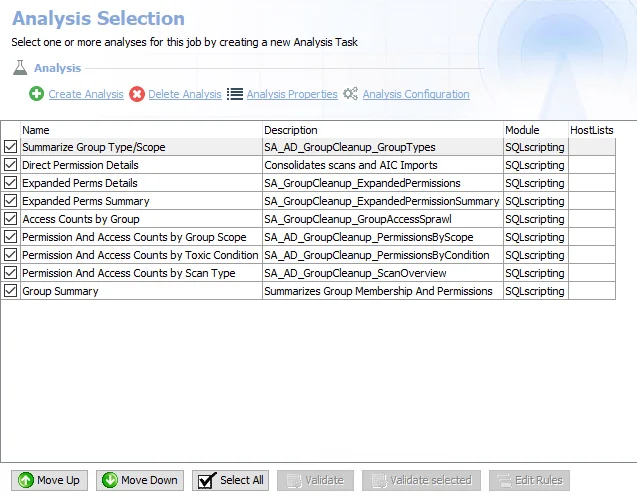 Analysis Selection
Select one or more analyses for this job by creating a new Analysis Task
Analysis
Create Analysis Delete Analysis Analysis Properties Analysis Configuration
Name Description Module HostLists
Summarize Group Type/Scope SA_AD_GroupCleanup_GroupTypes SQLscripting
Direct Permission Details Consolidates scans and AIC Imports SQLscripting
Expanded Perms Details SA_GroupCleanup_ExpandedPermissions SQLscripting
Expanded Perms Summary SA_GroupCleanup_ExpandedPermissionSummary SQLscripting
Access Counts by Group SA_GroupCleanup_GroupAccessSprawl SQLscripting
Permission And Access Counts by Group Scope SA_AD_GroupCleanup_PermissionsByScope SQLscripting
Permission And Access Counts by Toxic Condition SA_AD_GroupCleanup_PermissionsByCondition SQLscripting
Permission And Access Counts by Scan Type SA_AD_GroupCleanup_ScanOverview SQLscripting
Group Summary Summarizes Group Membership And Permissions SQLscripting
Move Up Move Down Select All Validate Validate selected Edit Rules